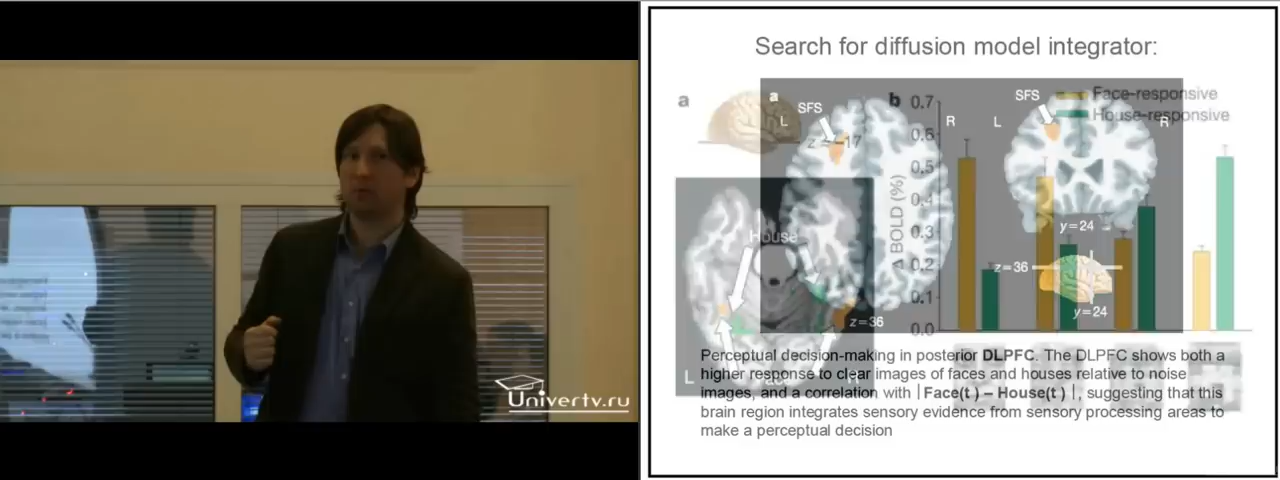 Univertv.ru
Search for diffusion model integrator:
a
a
SFS
L
z = -17
b
0.7
0.6
0.5
0.4
0.3
0.2
0.1
0.0
Δ BOLD (%)
R
L
SFS
R
Face-responsive
House-responsive
House
y=24
z=36
y=24
z=36
L
Perceptual decision-making in posterior DLPFC. The DLPFC shows both a
higher response to clear images of faces and houses relative to noise
images, and a correlation with | Face(t ) – House(t ) |, suggesting that this
brain region integrates sensory evidence from sensory processing areas to
make a perceptual decision